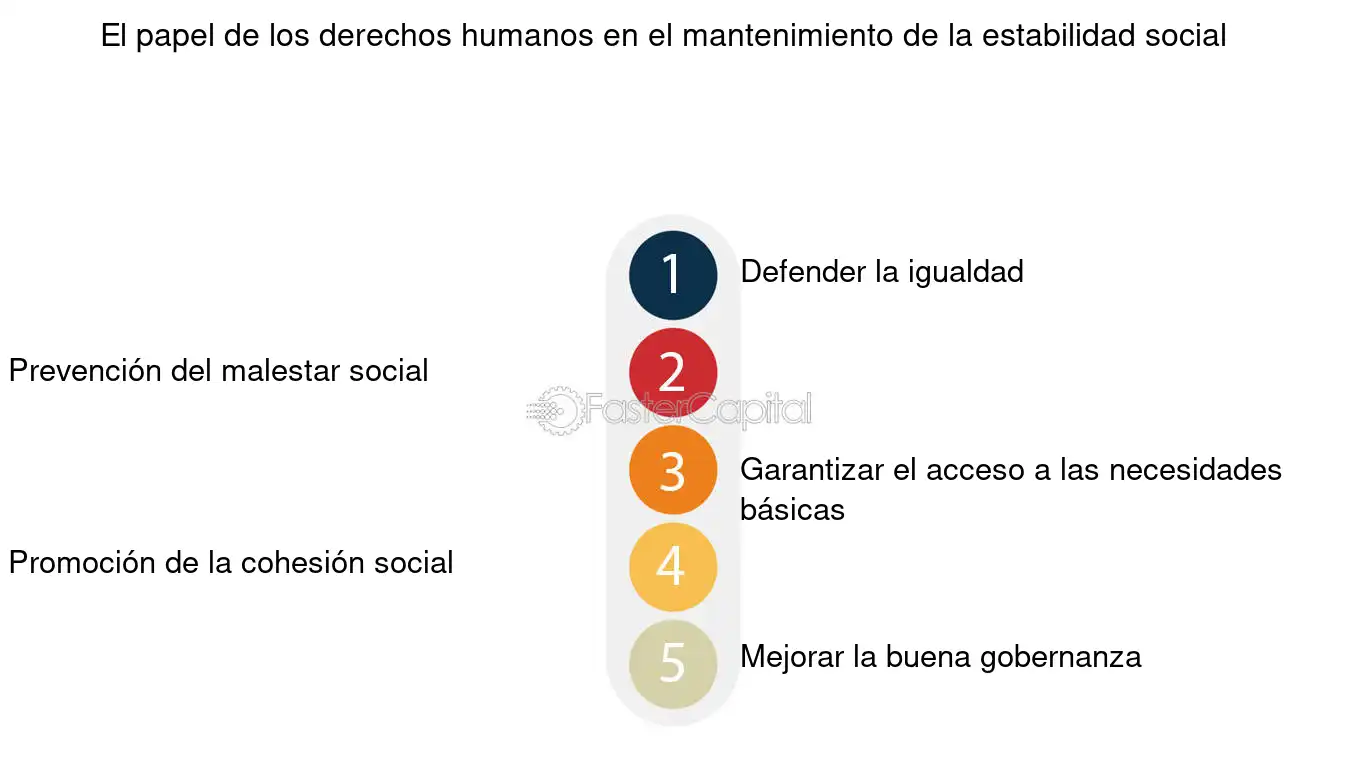 El papel de los derechos humanos en el mantenimiento de la estabilidad social
1
Defender la igualdad
2
Prevención del malestar social
FasterCapital
3
Garantizar el acceso a las necesidades
básicas
4
Promoción de la cohesión social
5
Mejorar la buena gobernanza